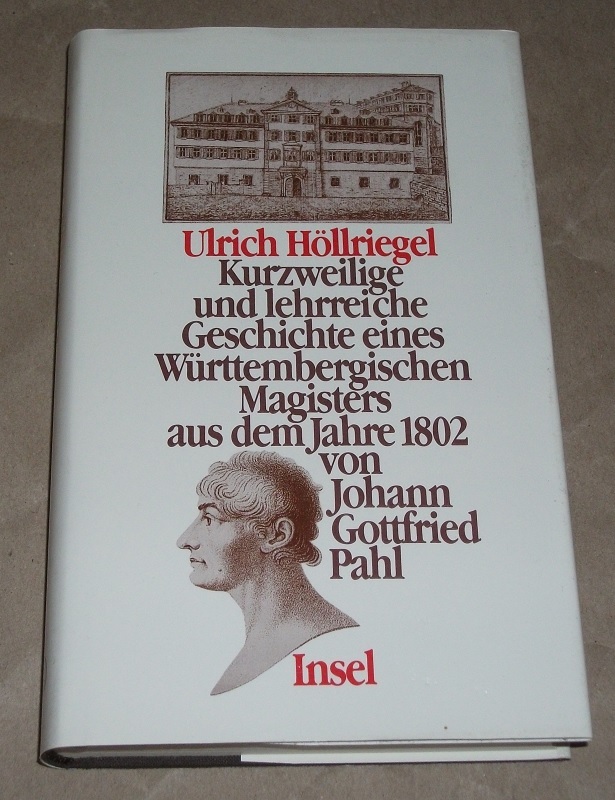 Ulrich Höllriegel
Kurzweilige
und lehrreiche
Geschichte eines
Württembergischen
Magisters
aus dem Jahre 1802
von
Johann
Gottfried
Pahl
Insel